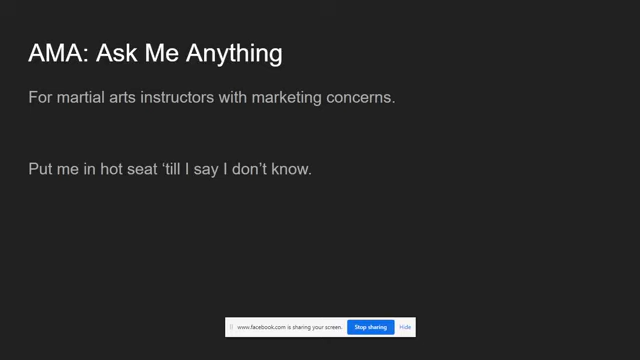 AMA: Ask Me Anything
For martial arts instructors with marketing concerns.
Put me in hot seat ‘till I say I don’t know.
www.facebook.com is sharing your screen. Stop sharing Hide